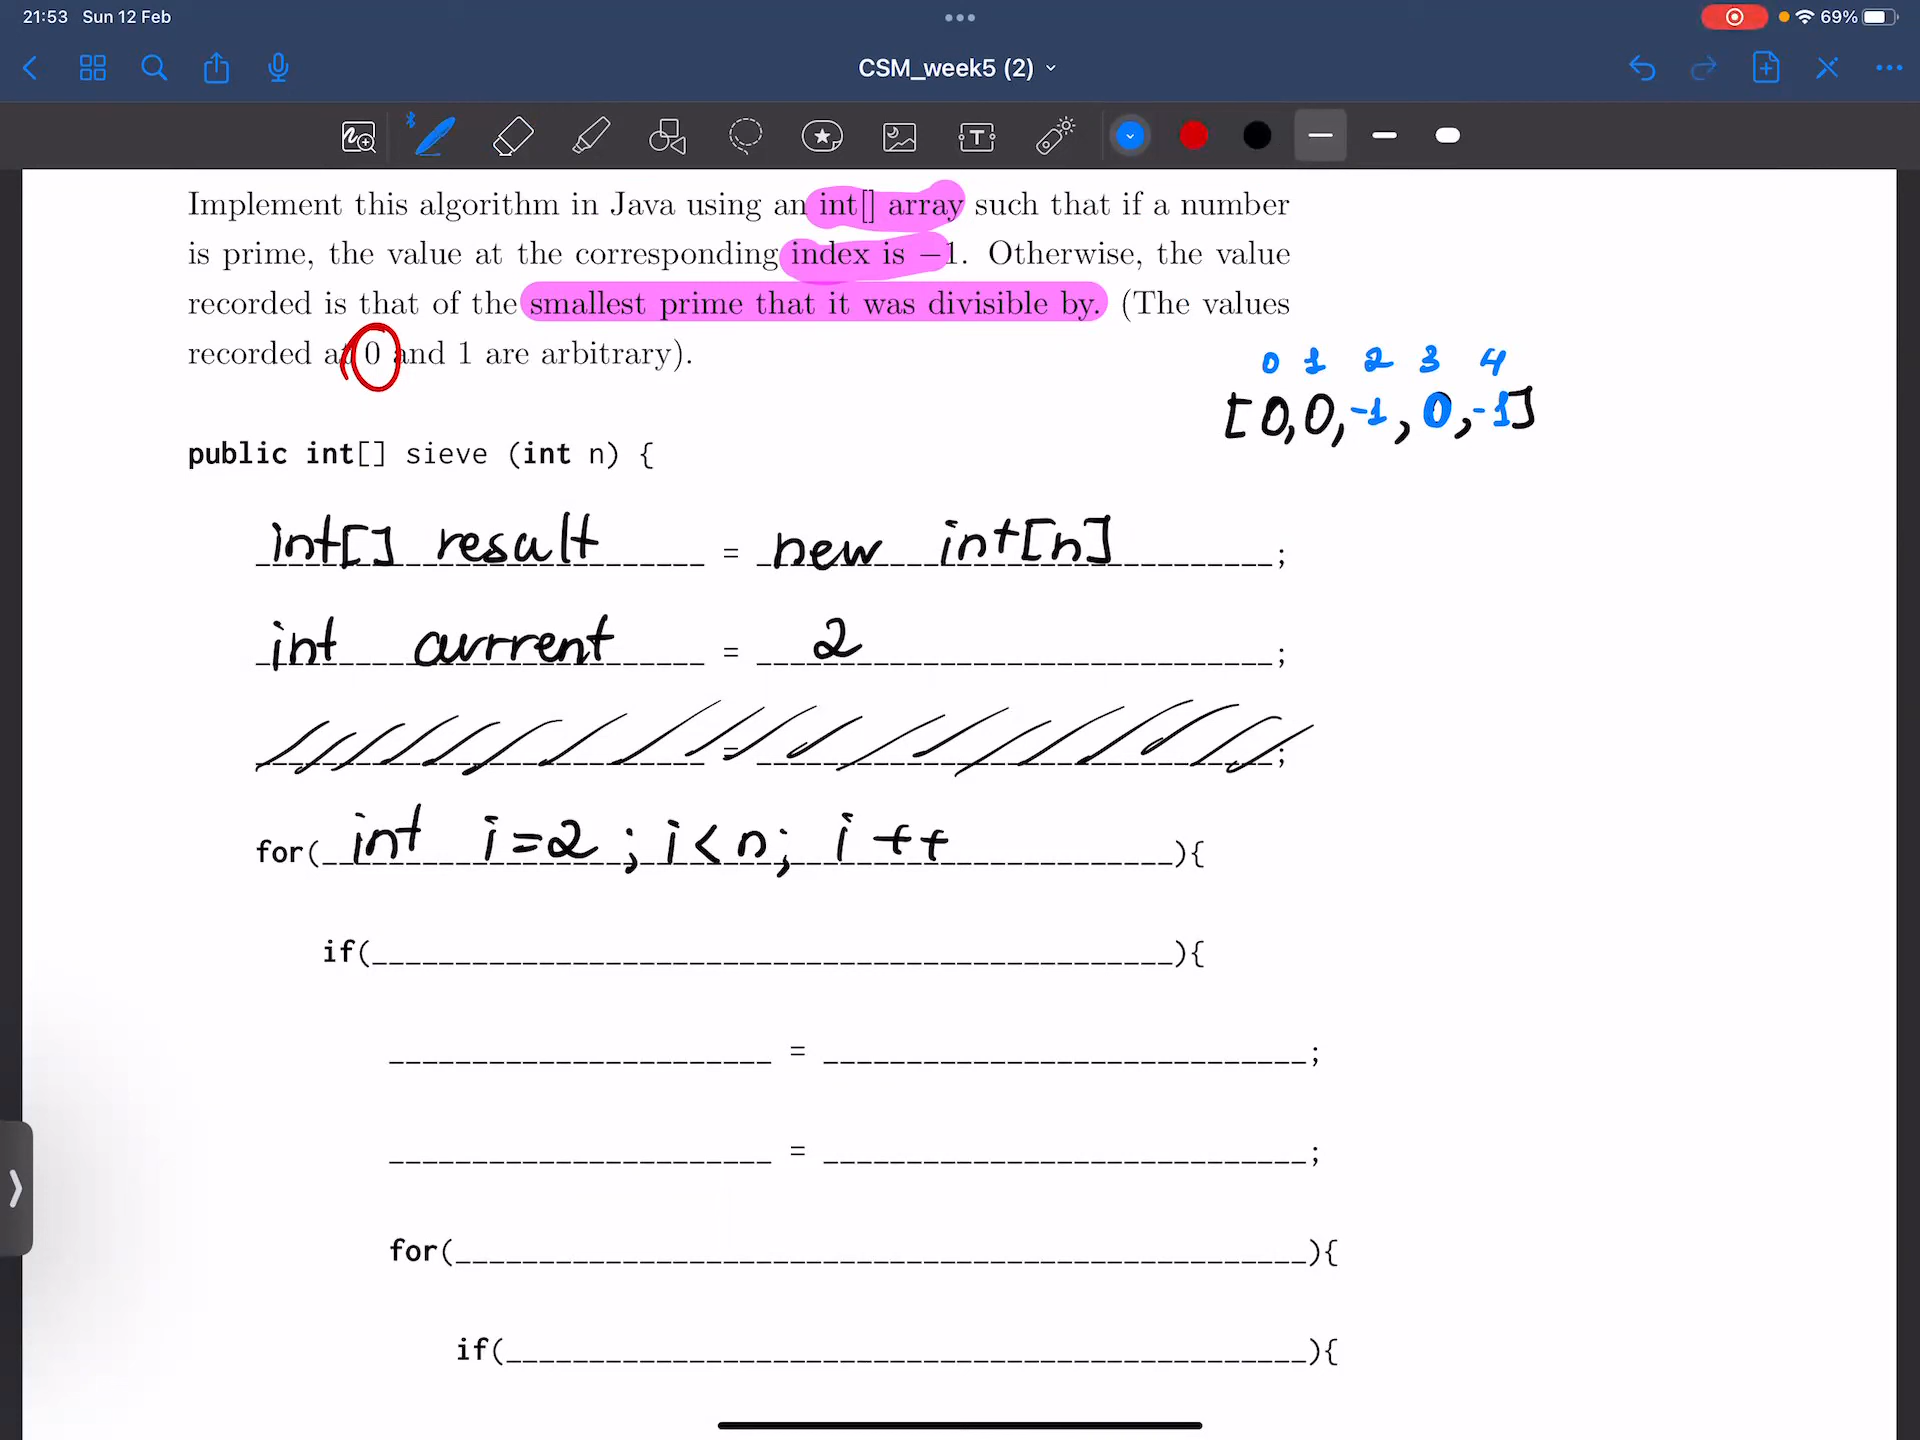 21:53 Sun 12 Feb
69%
CSM_week5 (2)
Implement this algorithm in Java using an int[] array such that if a number
is prime, the value at the corresponding index is −1. Otherwise, the value
recorded is that of the smallest prime that it was divisible by. (The values
recorded at 0 and 1 are arbitrary).
0 1 2 3 4
[0,0,-1,0,-1]
public int[] sieve (int n) {
int[] result = new int[n] ;
int current = 2 ;
= ;
for( int i=2 ; i<n; i ++ ){
if( ){
= ;
= ;
for( ){
if( ){